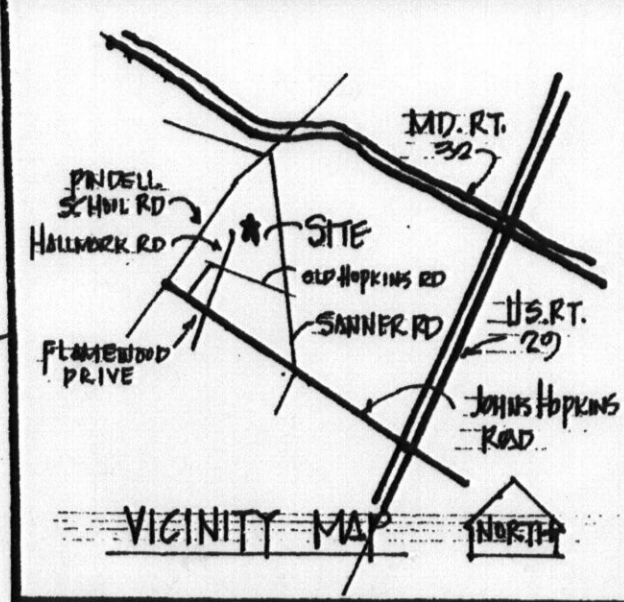 MD. RT.
32
PINDELL
SCHOOL RD
HALLMARK RD
SITE
OLD HOPKINS RD
SANNER RD
U.S. RT.
29
FLAMEWOOD
DRIVE
JOHNS HOPKINS
ROAD
VICINITY MAP
NORTH